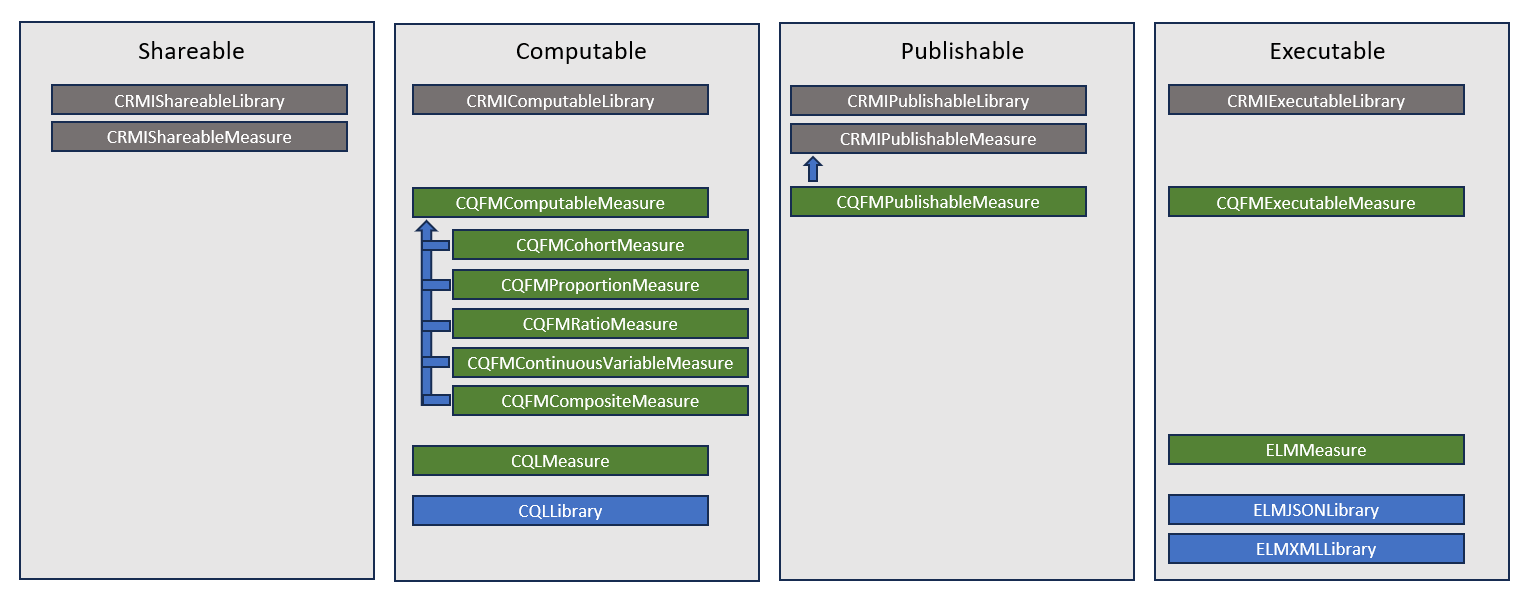 Shareable
CRMIShareableLibrary
CRMIShareableMeasure
Computable
CRMIComputableLibrary
CQFMComputableMeasure
CQFMCohortMeasure
CQFMProportionMeasure
CQFMRatioMeasure
CQFMContinuousVariableMeasure
CQFMCompositeMeasure
CQLMeasure
CQLLibrary
Publishable
CRMIPublishableLibrary
CRMIPublishableMeasure
CQFMPublishableMeasure
Executable
CRMIExecutableLibrary
CQFMExecutableMeasure
ELMMeasure
ELMJSONLibrary
ELMXMLLibrary